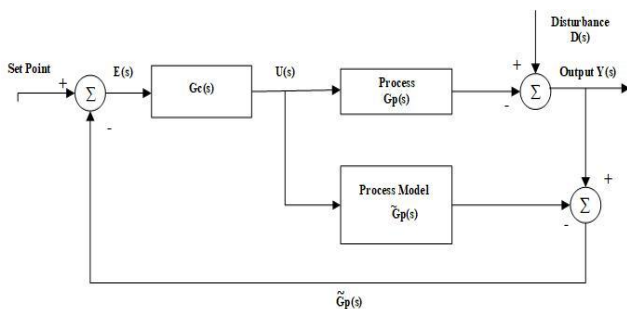 Disturbance
D(s)
Set Point
E(s)
U(s)
Output Y(s)
+
Σ
-
Gc(s)
Process
Gp(s)
+
-
Σ
Process Model
G̃p(s)
+
-
Σ
G̃p(s)